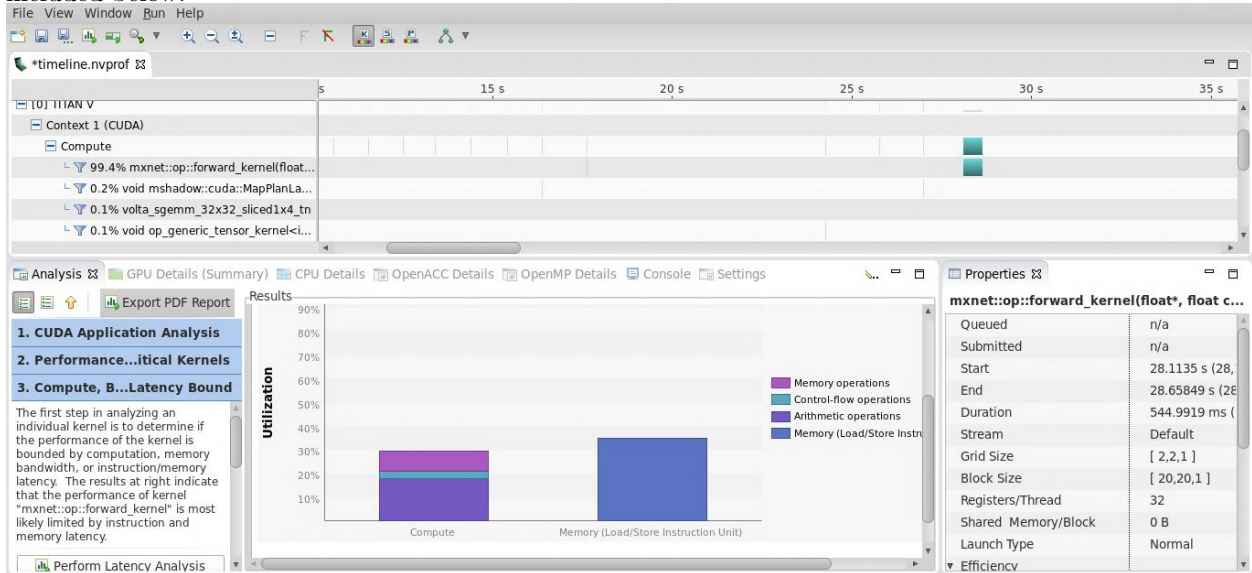 File View Window Run Help
*timeline.nvprof
s 15 s 20 s 25 s 30 s 35 s
[0] TITAN V
Context 1 (CUDA)
Compute
99.4% mxnet::op::forward_kernel(float...
0.2% void mshadow::cuda::MapPlanLa...
0.1% volta_sgemm_32x32_sliced1x4_tn
0.1% void op_generic_tensor_kernel<i...
Analysis GPU Details (Summary) CPU Details OpenACC Details OpenMP Details Console Settings
Export PDF Report
1. CUDA Application Analysis
2. Performance...itical Kernels
3. Compute, B...Latency Bound
The first step in analyzing an
individual kernel is to determine if
the performance of the kernel is
bounded by computation, memory
bandwidth, or instruction/memory
latency. The results at right indicate
that the performance of kernel
"mxnet::op::forward_kernel" is most
likely limited by instruction and
memory latency.
Perform Latency Analysis
Results
Utilization
90%
80%
70%
60%
50%
40%
30%
20%
10%
Compute Memory (Load/Store Instruction Unit)
Memory operations
Control-flow operations
Arithmetic operations
Memory (Load/Store Instru
Properties
mxnet::op::forward_kernel(float*, float c...
Queued n/a
Submitted n/a
Start 28.1135 s (28,
End 28.65849 s (28
Duration 544.9919 ms (
Stream Default
Grid Size [ 2,2,1 ]
Block Size [ 20,20,1 ]
Registers/Thread 32
Shared Memory/Block 0 B
Launch Type Normal
Efficiency